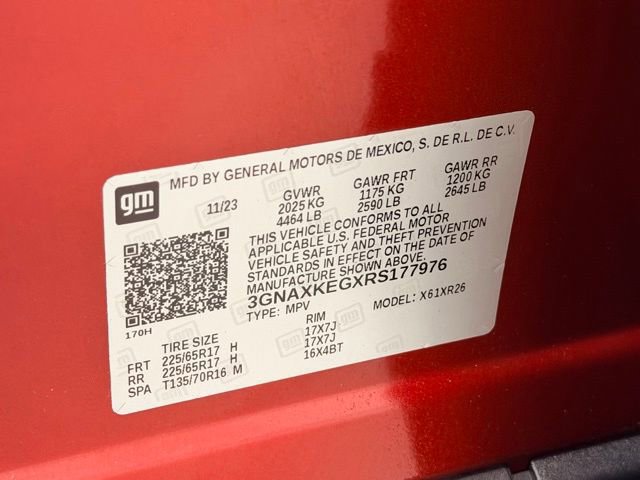 MFD BY GENERAL MOTORS DE MEXICO, S. DE R.L. DE C.V.
gm
11/23 GVWR GAWR FRT GAWR RR
2025 KG 1175 KG 1200 KG
4464 LB 2590 LB 2645 LB
THIS VEHICLE CONFORMS TO ALL
APPLICABLE U.S. FEDERAL MOTOR
VEHICLE SAFETY AND THEFT PREVENTION
STANDARDS IN EFFECT ON THE DATE OF
MANUFACTURE SHOWN ABOVE.
3GNAXKEGXRS177976
TYPE: MPV MODEL: X61XR26
170H
TIRE SIZE RIM
FRT 225/65R17 H 17X7J
RR 225/65R17 H 17X7J
SPA T135/70R16 M 16X4BT